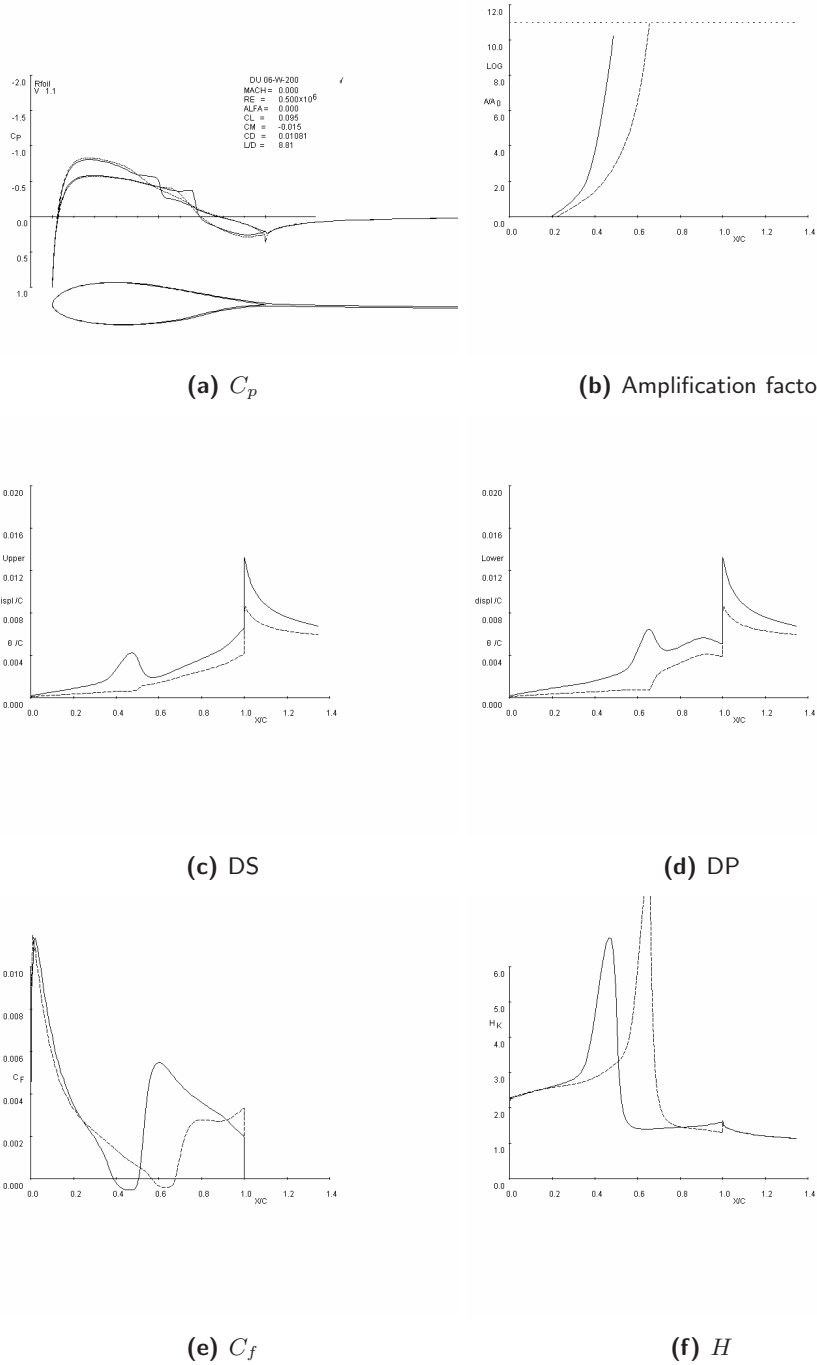 -2.0
-1.5
CP
-1.0
-0.5
0.0
0.5
1.0
Rfoil
V 1.1
DU 06-W-200
MACH = 0.000
RE = 0.500×10⁶
ALFA = 0.000
CL = 0.095
CM = -0.015
CD = 0.01081
L/D = 8.81
12.0
10.0
LOG
8.0
A/A0
6.0
4.0
2.0
0.0
0.0 0.2 0.4 0.6 0.8 1.0 1.2 1.4
X/C
(a) Cp
(b) Amplification facto
0.020
0.016
Upper
0.012
ispl /C
0.008
θ /C
0.004
0.000
0.0 0.2 0.4 0.6 0.8 1.0 1.2 1.4
X/C
0.020
0.016
Lower
0.012
displ /C
0.008
θ /C
0.004
0.000
0.0 0.2 0.4 0.6 0.8 1.0 1.2 1.4
X/C
(c) DS
(d) DP
0.010
0.008
0.006
CF
0.004
0.002
0.000
0.0 0.2 0.4 0.6 0.8 1.0 1.2 1.4
X/C
6.0
5.0
HK
4.0
3.0
2.0
1.0
0.0
0.0 0.2 0.4 0.6 0.8 1.0 1.2 1.4
X/C
(e) Cf
(f) H